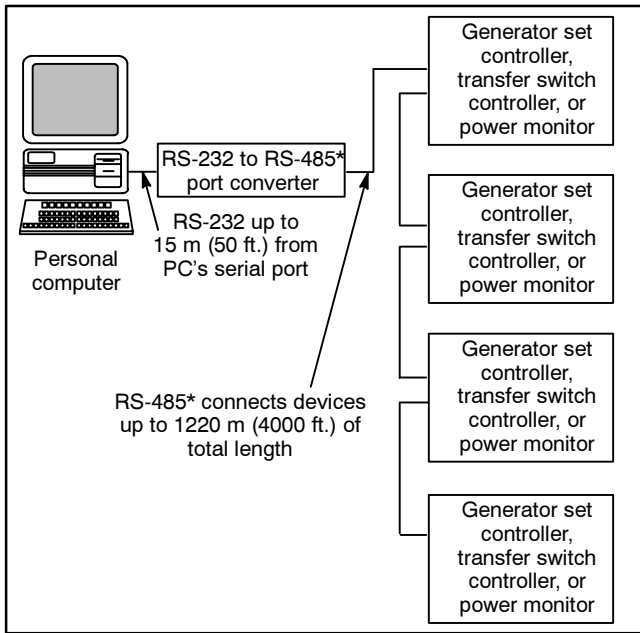 Generator set
controller,
transfer switch
controller, or
power monitor
RS-232 to RS-485*
port converter
RS-232 up to
15 m (50 ft.) from
PC’s serial port
Personal
computer
Generator set
controller,
transfer switch
controller, or
power monitor
Generator set
controller,
transfer switch
controller, or
power monitor
RS-485* connects devices
up to 1220 m (4000 ft.) of
total length
Generator set
controller,
transfer switch
controller, or
power monitor